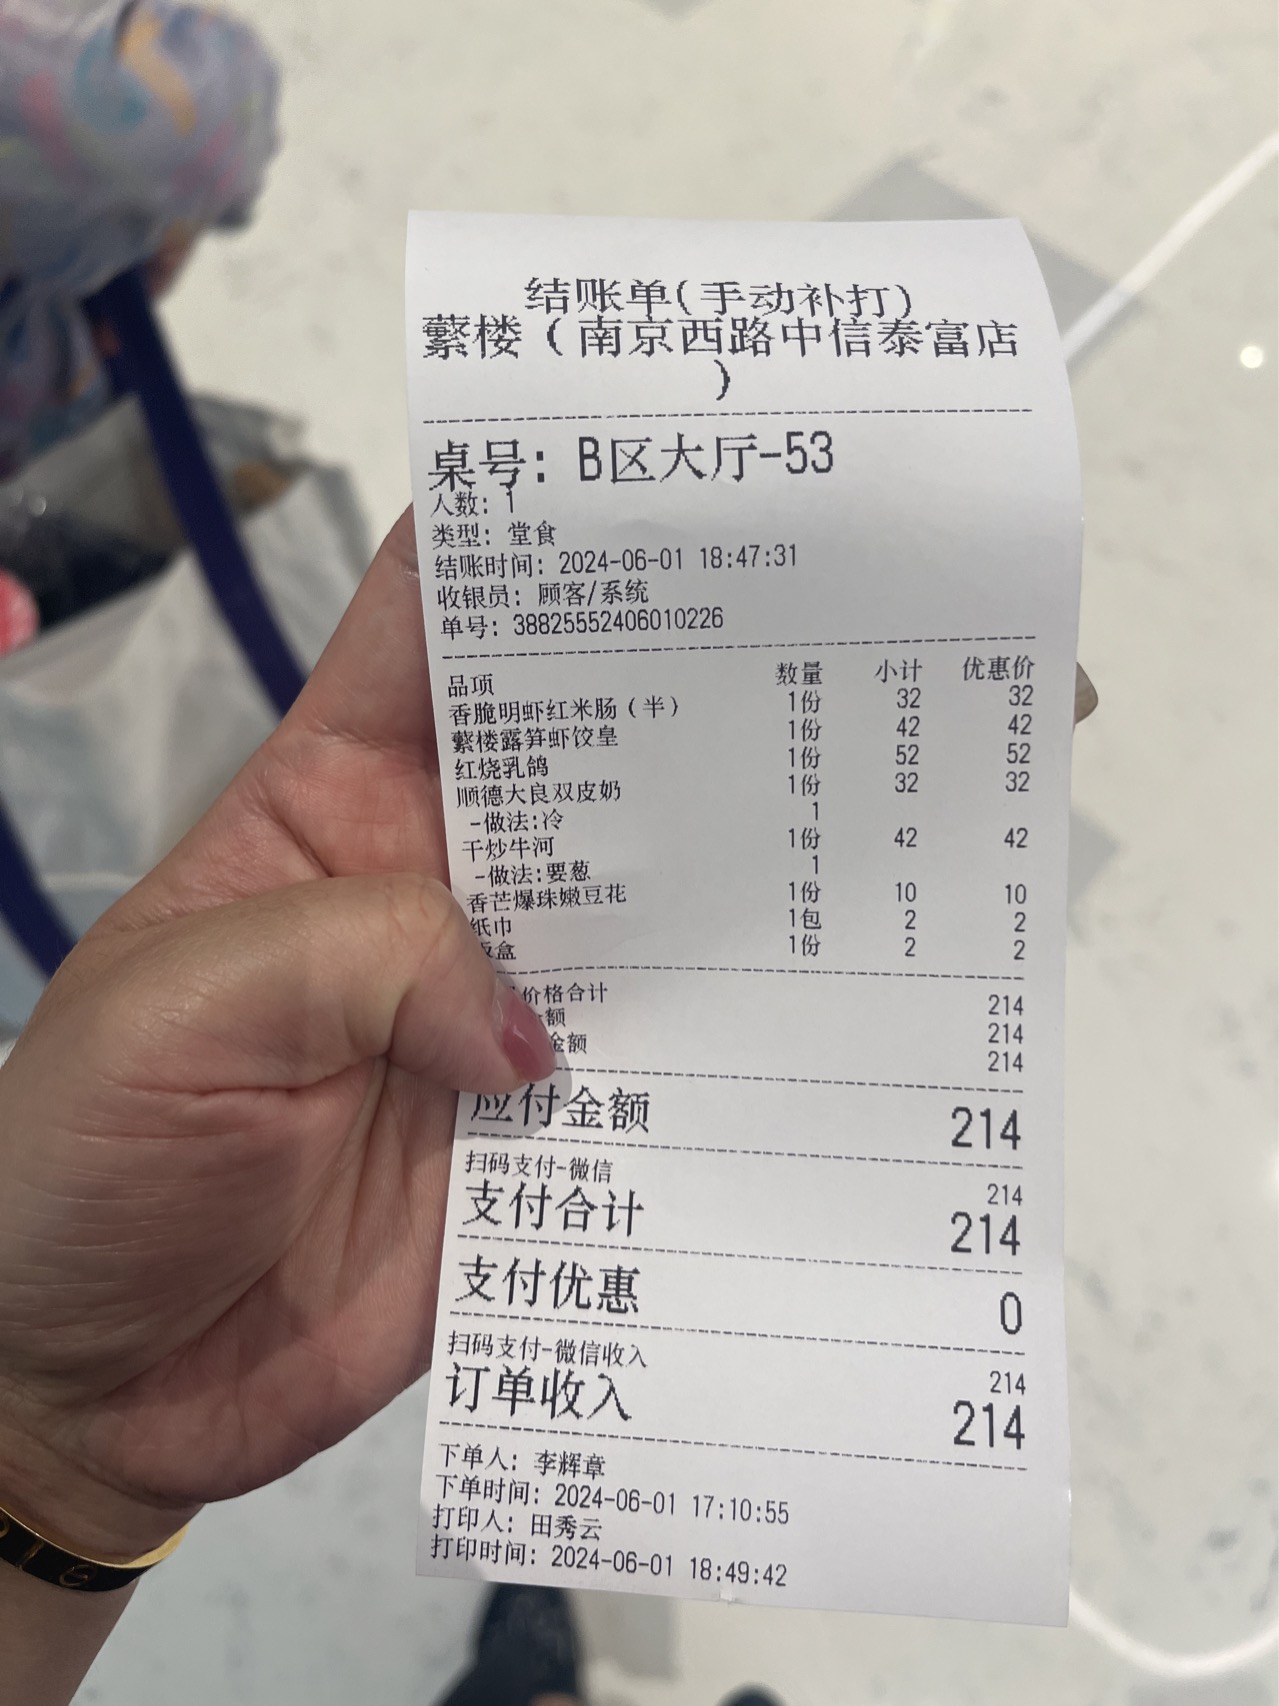 结账单(手动补打)
蘩楼（南京西路中信泰富店
）
桌号: B区大厅-53
人数: 1
类型: 堂食
结账时间: 2024-06-01 18:47:31
收银员: 顾客/系统
单号: 38825552406010226
品项 数量 小计 优惠价
香脆明虾红米肠（半） 1份 32 32
蘩楼露笋虾饺皇 1份 42 42
红烧乳鸽 1份 52 52
顺德大良双皮奶 1份 32 32
-做法:冷 1
干炒牛河 1份 42 42
-做法:要葱 1
香芒爆珠嫩豆花 1份 10 10
纸巾 1包 2 2
盒 1份 2 2
价格合计 214
额 214
金额 214
应付金额 214
扫码支付-微信 214
支付合计 214
支付优惠 0
扫码支付-微信收入 214
订单收入 214
下单人: 李辉章
下单时间: 2024-06-01 17:10:55
打印人: 田秀云
打印时间: 2024-06-01 18:49:42